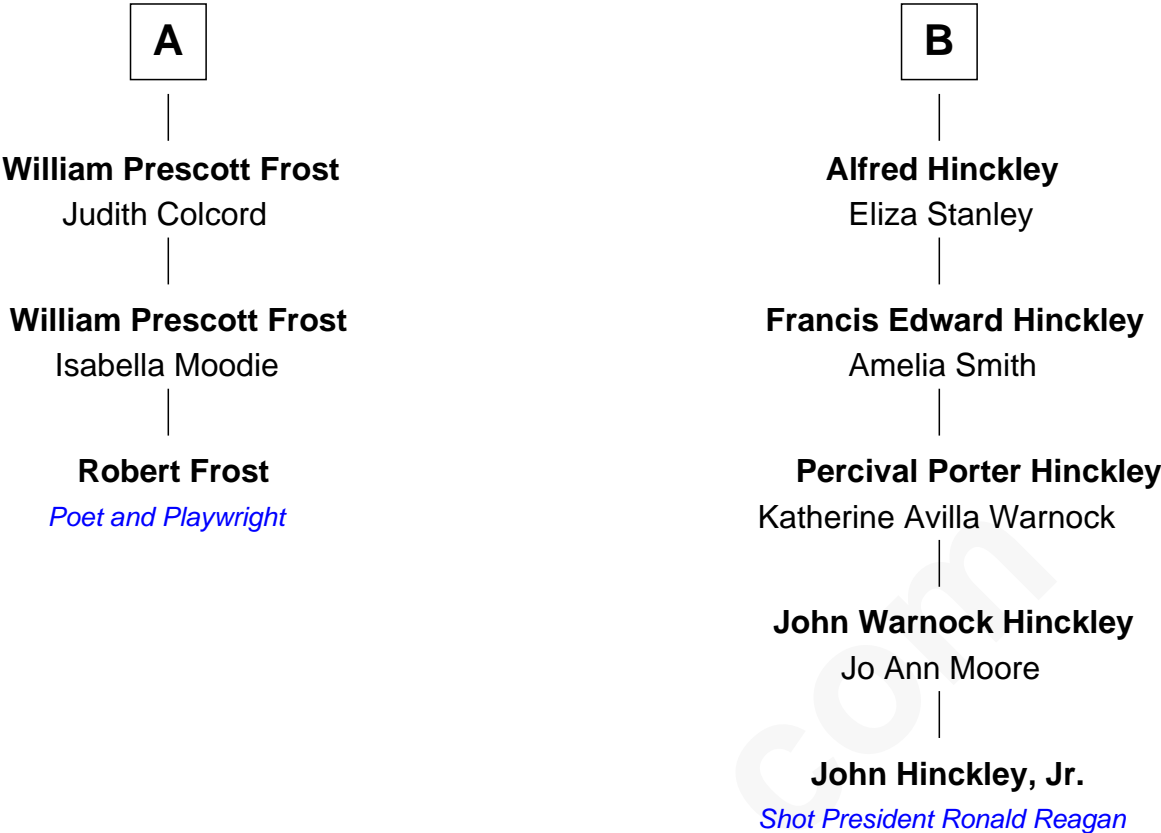 A
William Prescott Frost
Judith Colcord
William Prescott Frost
Isabella Moodie
Robert Frost
Poet and Playwright
B
Alfred Hinckley
Eliza Stanley
Francis Edward Hinckley
Amelia Smith
Percival Porter Hinckley
Katherine Avilla Warnock
John Warnock Hinckley
Jo Ann Moore
John Hinckley, Jr.
Shot President Ronald Reagan
com